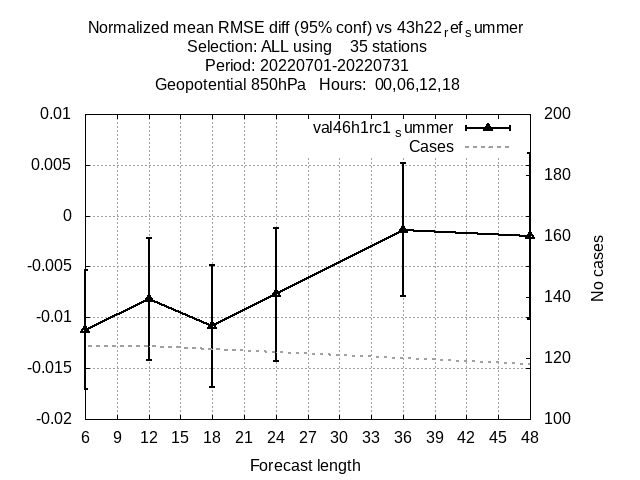 Normalized mean RMSE diff (95% conf) vs 43h22refsummer
Selection: ALL using    35 stations
Period: 20220701-20220731
Geopotential 850hPa   Hours:  00,06,12,18
0.01
0.005
0
-0.005
-0.01
-0.015
-0.02
val46h1rc1summer
Cases
200
180
160
140
120
100
No cases
6 9 12 15 18 21 24 27 30 33 36 39 42 45 48
Forecast length